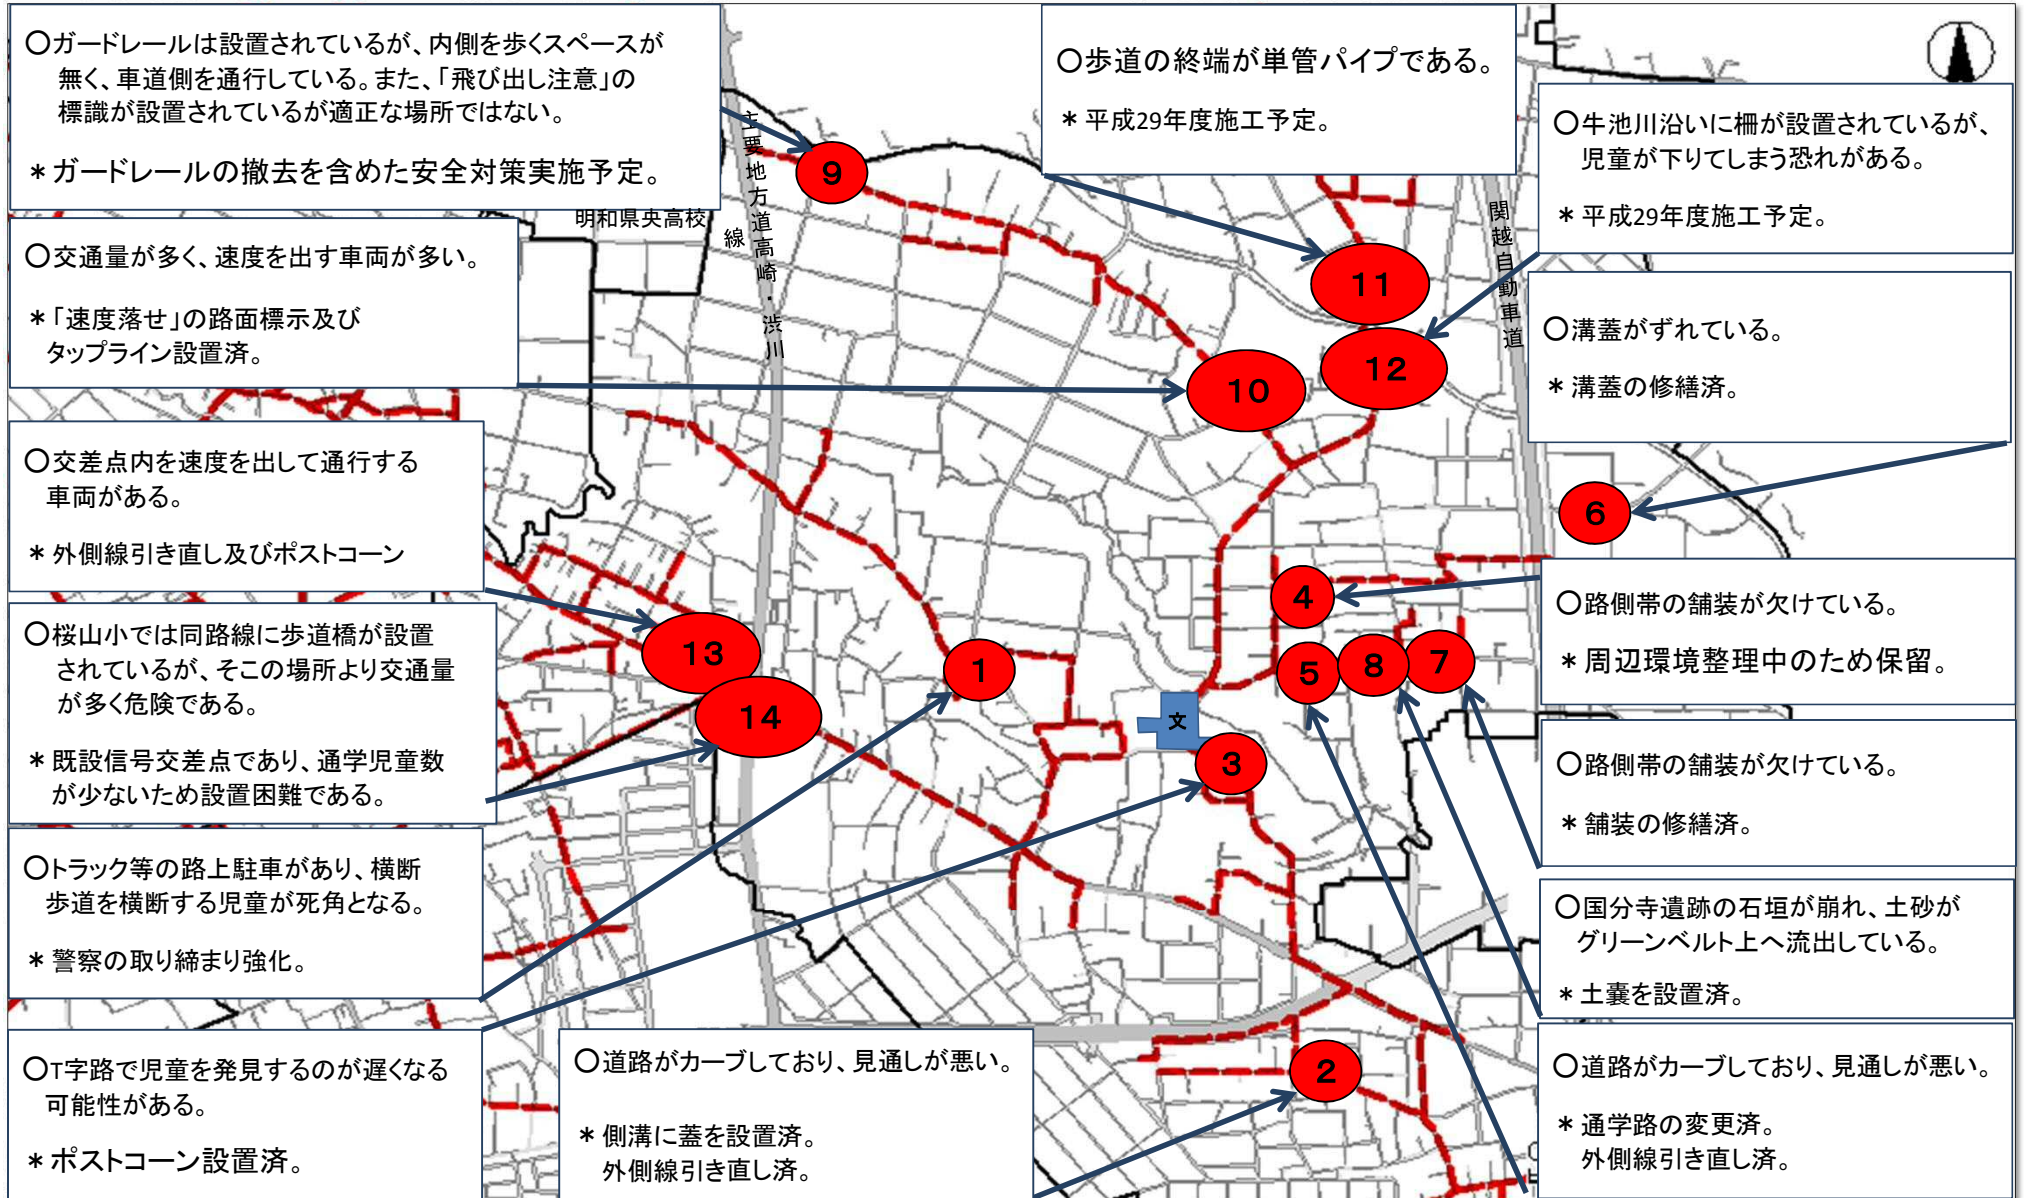 ○ガードレールは設置されているが、内側を歩くスペースが
無く、車道側を通行している。また、「飛び出し注意」の
標識が設置されているが適正な場所ではない。
＊ガードレールの撤去を含めた安全対策実施予定。
○歩道の終端が単管パイプである。
＊平成29年度施工予定。
○牛池川沿いに柵が設置されているが、
児童が下りてしまう恐れがある。
＊平成29年度施工予定。
○交通量が多く、速度を出す車両が多い。
＊「速度落せ」の路面標示及び
タップライン設置済。
○溝蓋がずれている。
＊溝蓋の修繕済。
○交差点内を速度を出して通行する
車両がある。
＊外側線引き直し及びポストコーン
○桜山小では同路線に歩道橋が設置
されているが、そこの場所より交通量
が多く危険である。
＊既設信号交差点であり、通学児童数
が少ないため設置困難である。
○路側帯の舗装が欠けている。
＊周辺環境整理中のため保留。
○路側帯の舗装が欠けている。
＊舗装の修繕済。
○トラック等の路上駐車があり、横断
歩道を横断する児童が死角となる。
＊警察の取り締まり強化。
○国分寺遺跡の石垣が崩れ、土砂が
グリーンベルト上へ流出している。
＊土嚢を設置済。
○T字路で児童を発見するのが遅くなる
可能性がある。
＊ポストコーン設置済。
○道路がカーブしており、見通しが悪い。
＊側溝に蓋を設置済。
外側線引き直し済。
○道路がカーブしており、見通しが悪い。
＊通学路の変更済。
外側線引き直し済。
主要地方道高崎・渋川
線
明和県央高校
関越自動車道
9
11
12
10
6
4
13
1
5
8
7
14
文
3
2